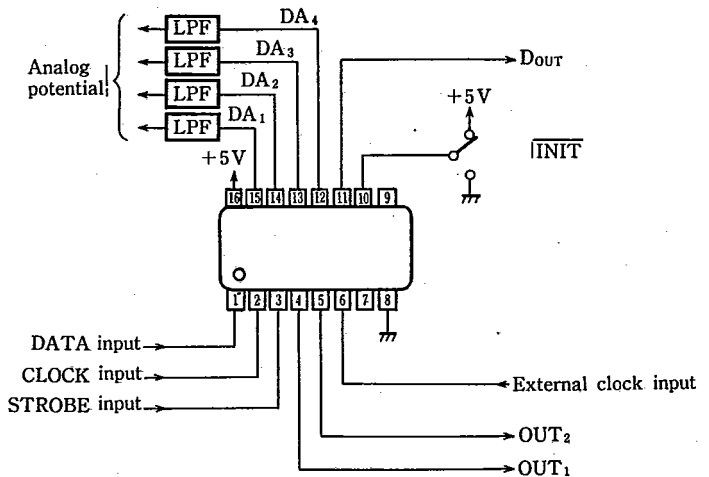 LPF
DA₄
LPF
DA₃
LPF
DA₂
LPF
DA₁
Analog
potential
DOUT
+5V
INIT
+5V
16 15 14 13 12 11 10 9
1 2 3 4 5 6 7 8
DATA input
CLOCK input
STROBE input
External clock input
OUT₂
OUT₁